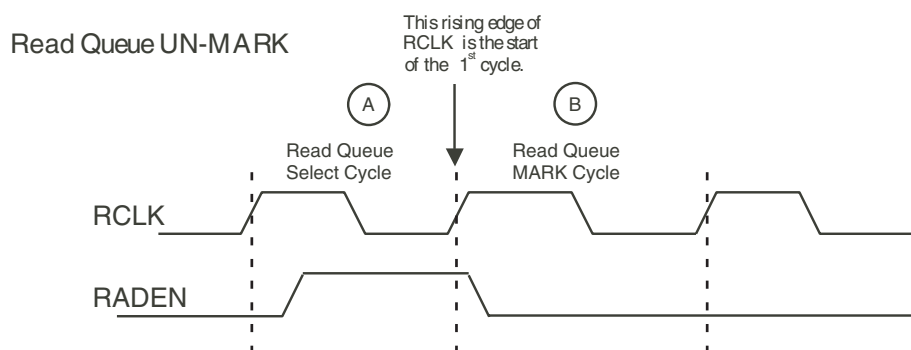 Read Queue UN-MARK
This rising edge of
RCLK is the start
of the 1st cycle.
A
B
Read Queue
Select Cycle
Read Queue
MARK Cycle
RCLK
RADEN